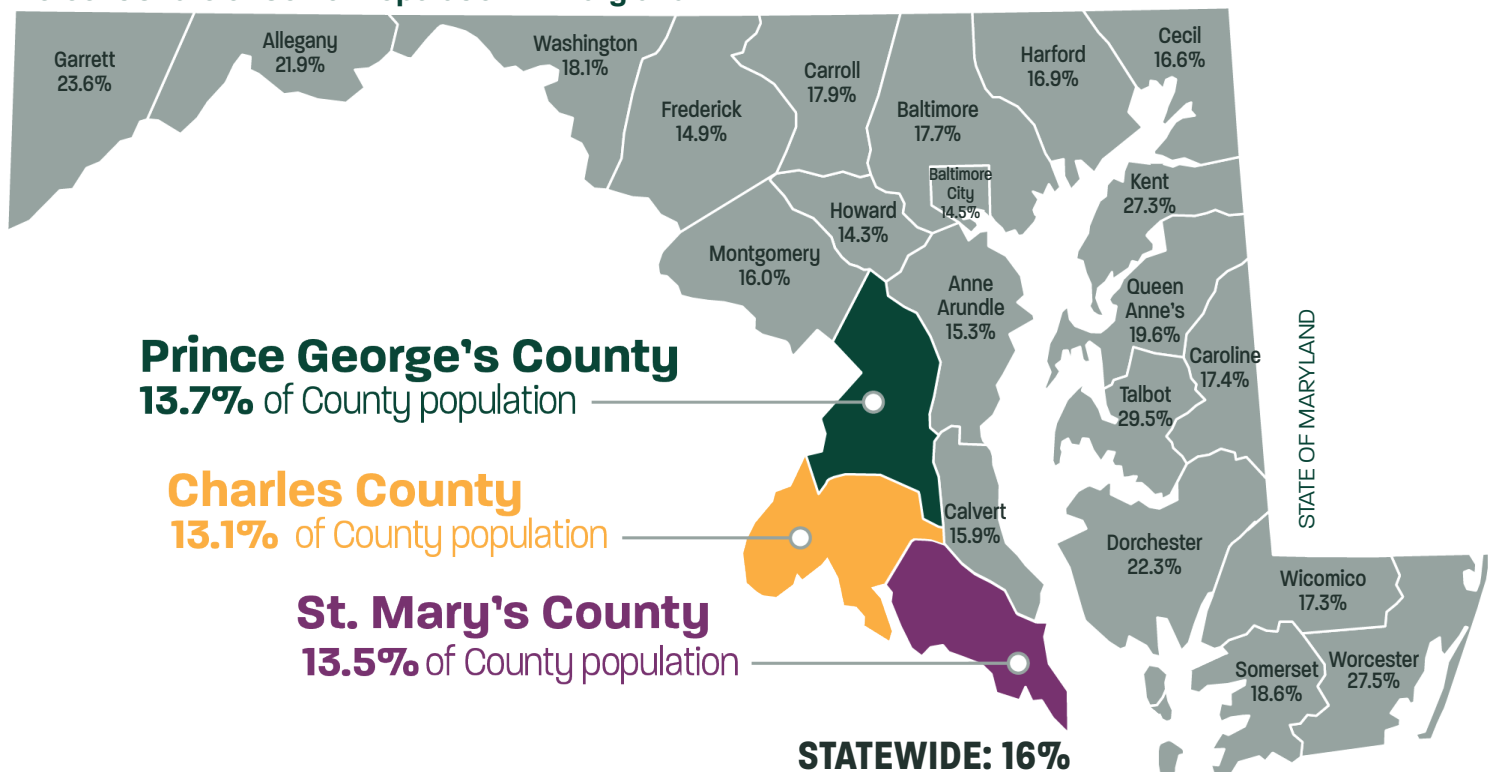 Garrett
23.6%
Allegany
21.9%
Washington
18.1%
Frederick
14.9%
Carroll
17.9%
Baltimore
17.7%
Baltimore
City
14.5%
Harford
16.9%
Cecil
16.6%
Kent
27.3%
Howard
14.3%
Montgomery
16.0%
Anne
Arundle
15.3%
Queen
Anne's
19.6%
Caroline
17.4%
Talbot
29.5%
STATE OF MARYLAND
Prince George's County
13.7% of County population
Charles County
13.1% of County population
Calvert
15.9%
Dorchester
22.3%
Wicomico
17.3%
St. Mary's County
13.5% of County population
Somerset
18.6%
Worcester
27.5%
STATEWIDE: 16%